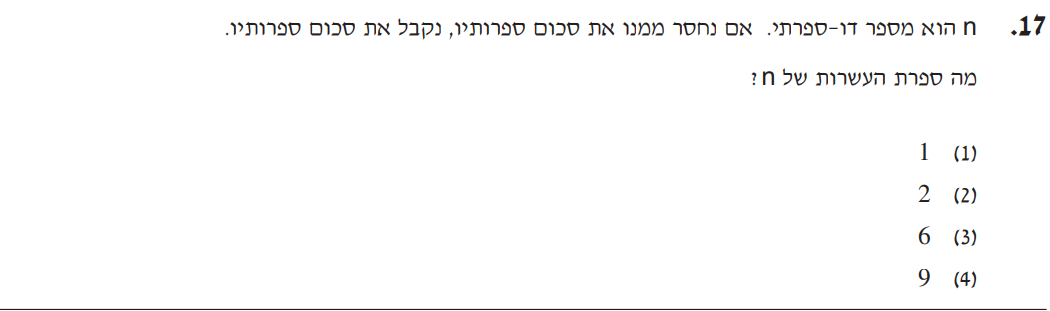 17. n הוא מספר דו-ספרתי. אם נחסר ממנו את סכום ספרותיו, נקבל את סכום ספרותיו.
מה ספרת העשרות של n?
(1) 1
(2) 2
(3) 6
(4) 9